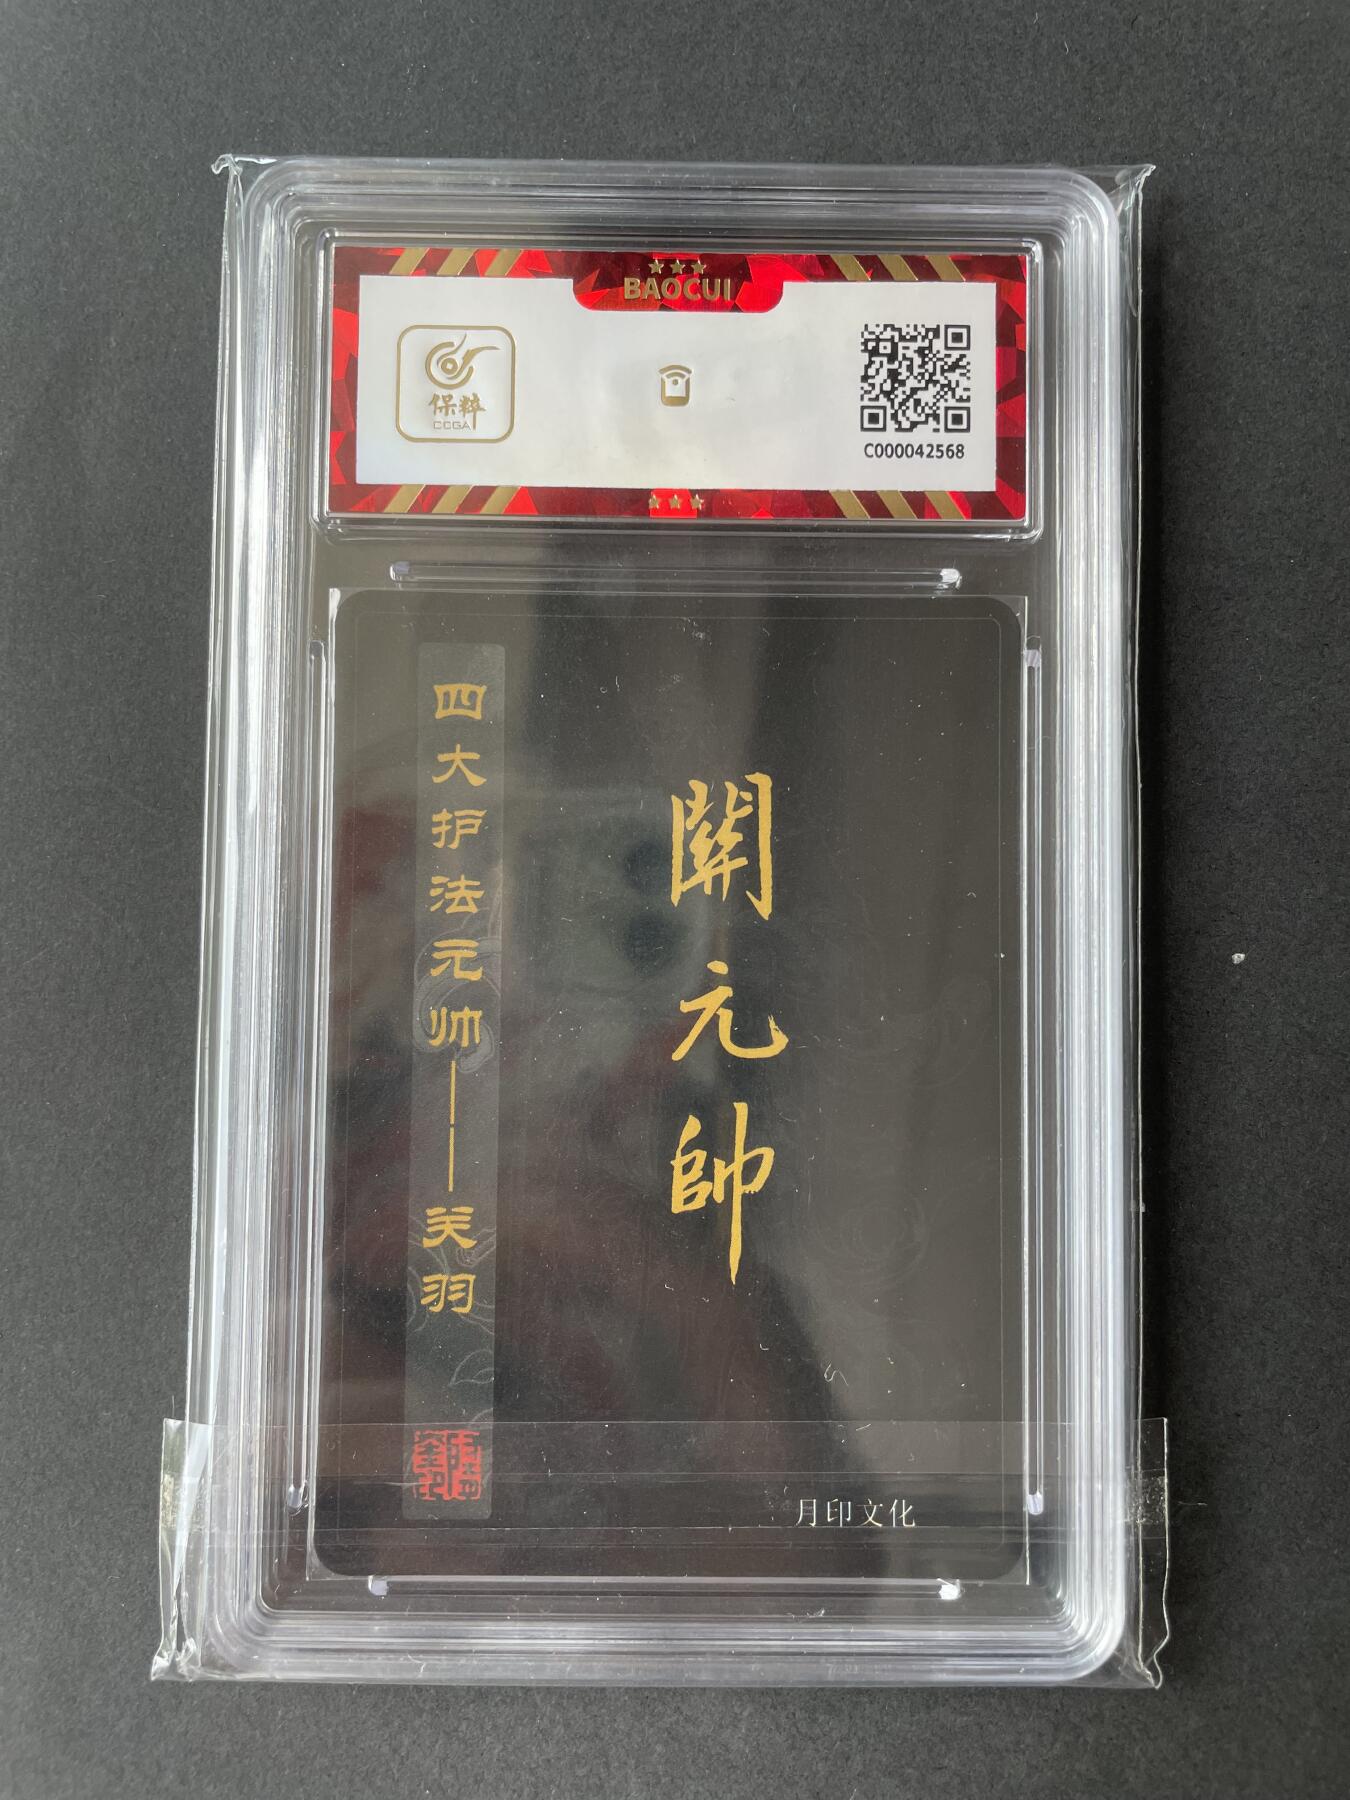 BAOCUI
保粹
CCGA
C000042568
四大护法元帅——关羽
關元帥
月印文化